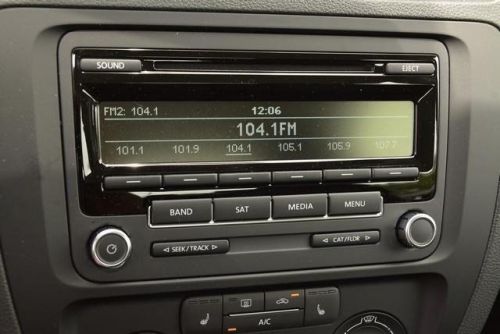 SOUND EJECT
FM2: 104.1 12:06
104.1FM
101.1 101.9 104.1 105.1 105.9 107.7
BAND SAT MEDIA MENU
SEEK/TRACK CAT/FLDR
A/C